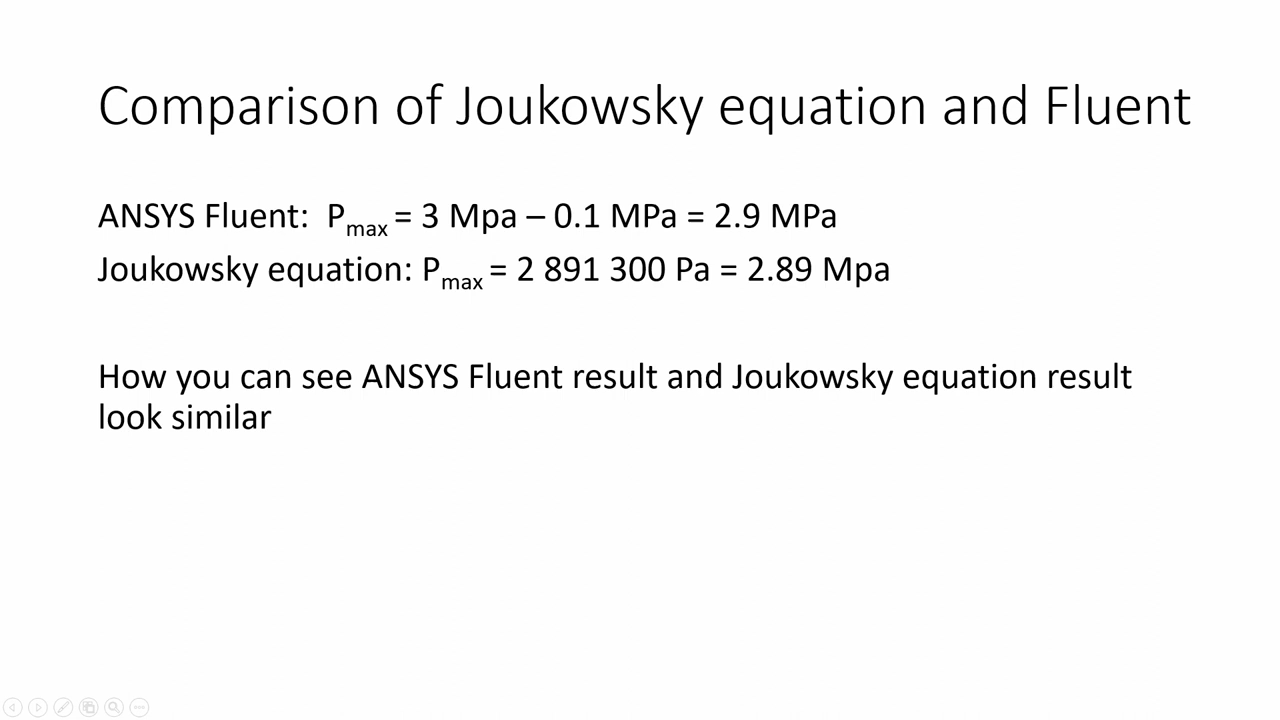 Comparison of Joukowsky equation and Fluent
ANSYS Fluent:  Pmax = 3 Mpa – 0.1 MPa = 2.9 MPa
Joukowsky equation: Pmax = 2 891 300 Pa = 2.89 Mpa
How you can see ANSYS Fluent result and Joukowsky equation result
look similar